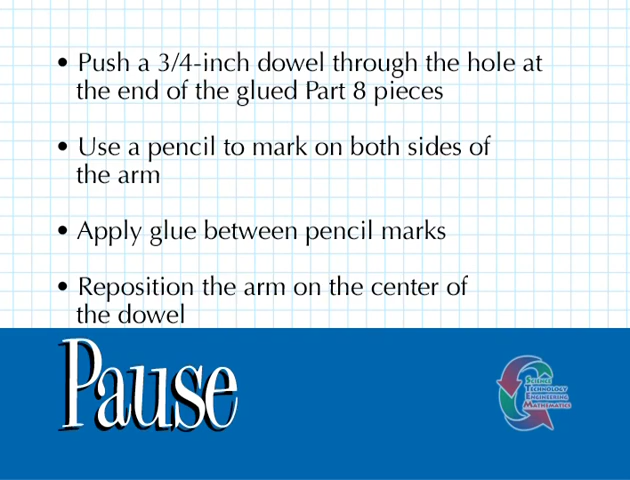 • Push a 3/4-inch dowel through the hole at
the end of the glued Part 8 pieces
• Use a pencil to mark on both sides of
the arm
• Apply glue between pencil marks
• Reposition the arm on the center of
the dowel
Pause
Science
Technology
Engineering
Mathematics